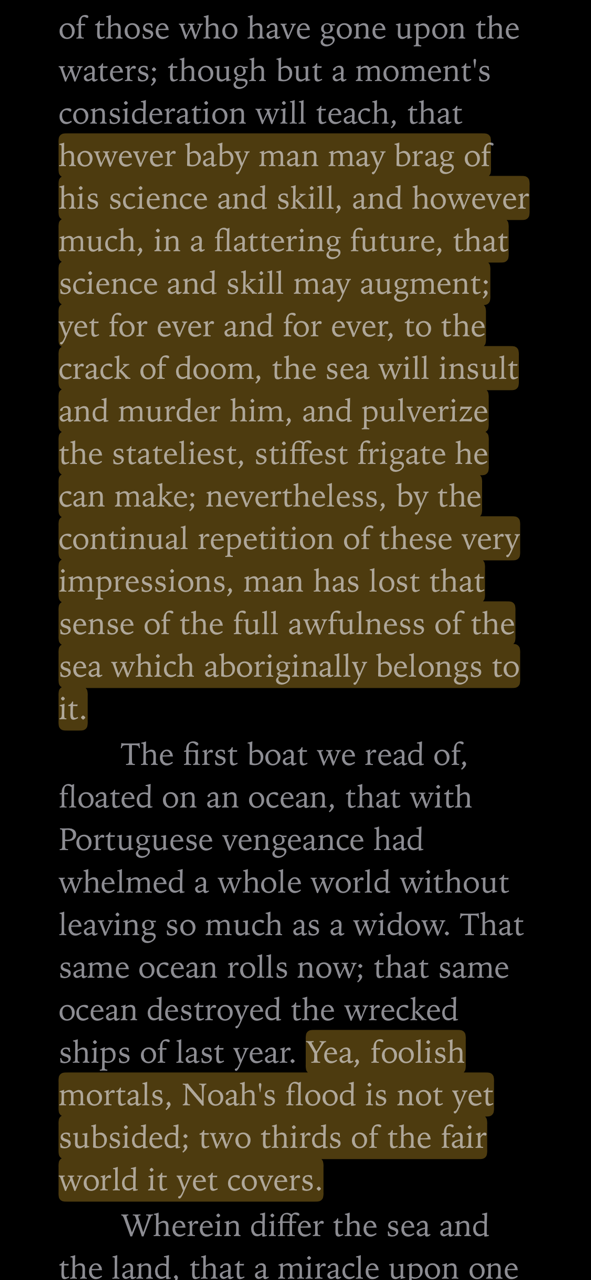 of those who have gone upon the
waters; though but a moment's
consideration will teach, that
however baby man may brag of
his science and skill, and however
much, in a flattering future, that
science and skill may augment;
yet for ever and for ever, to the
crack of doom, the sea will insult
and murder him, and pulverize
the stateliest, stiffest frigate he
can make; nevertheless, by the
continual repetition of these very
impressions, man has lost that
sense of the full awfulness of the
sea which aboriginally belongs to
it.
The first boat we read of,
floated on an ocean, that with
Portuguese vengeance had
whelmed a whole world without
leaving so much as a widow. That
same ocean rolls now; that same
ocean destroyed the wrecked
ships of last year. Yea, foolish
mortals, Noah's flood is not yet
subsided; two thirds of the fair
world it yet covers.
Wherein differ the sea and
the land, that a miracle upon one